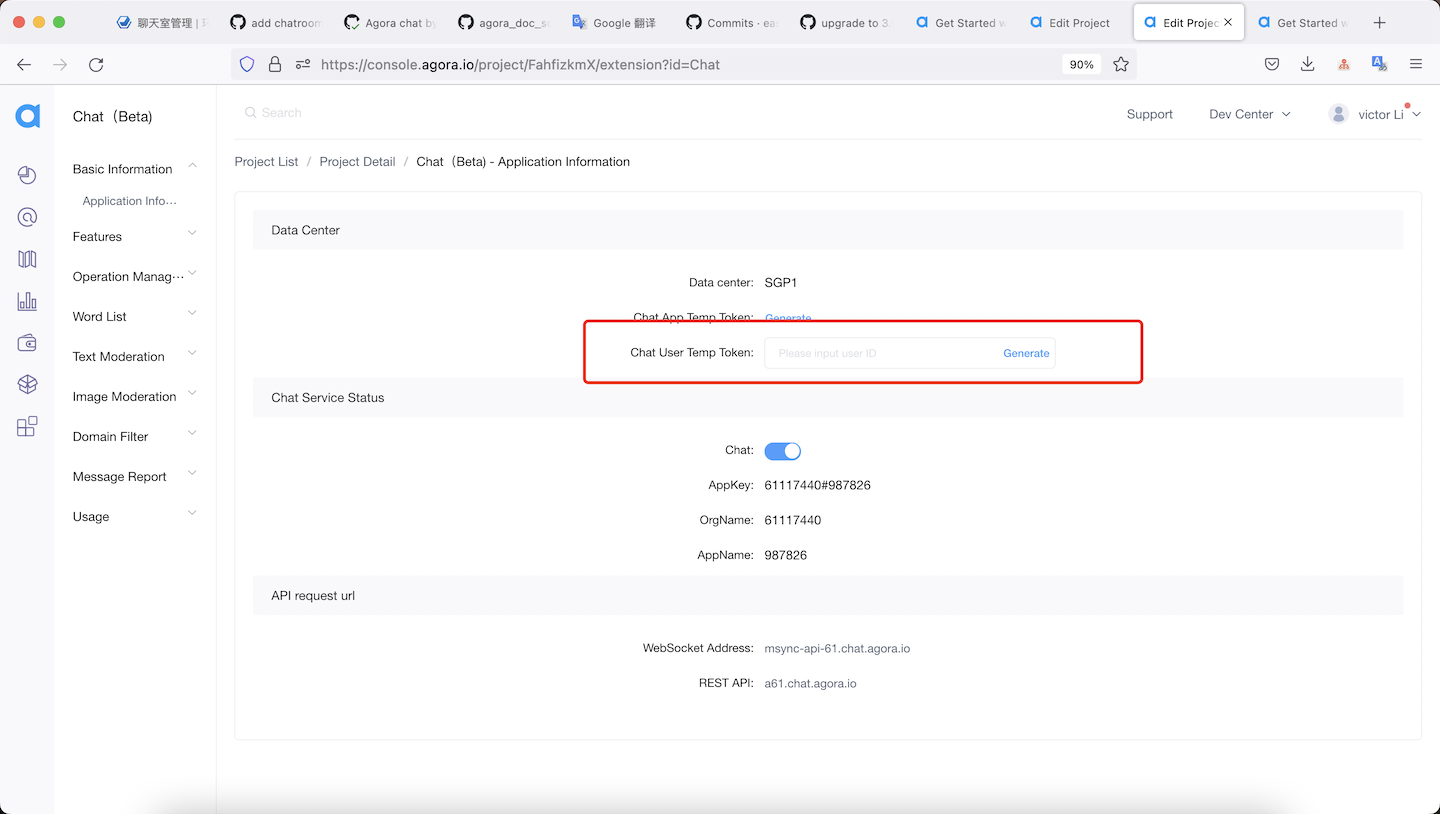 聊天室管理 |
add chatroom
Agora chat by
agora_doc_s
Google 翻译
Commits · eas
upgrade to 3.
Get Started w
Edit Project
Edit Projec
Get Started w
https://console.agora.io/project/FahfizkmX/extension?id=Chat
90%
Chat（Beta)
Search
Support
Dev Center
victor Li
Basic Information
Application Info···
Features
Operation Manag···
Word List
Text Moderation
Image Moderation
Domain Filter
Message Report
Usage
Project List / Project Detail / Chat（Beta) - Application Information
Data Center
Data center: SGP1
Chat App Temp Token: Generate
Chat User Temp Token: Please input user ID Generate
Chat Service Status
Chat:
AppKey: 61117440#987826
OrgName: 61117440
AppName: 987826
API request url
WebSocket Address: msync-api-61.chat.agora.io
REST API: a61.chat.agora.io